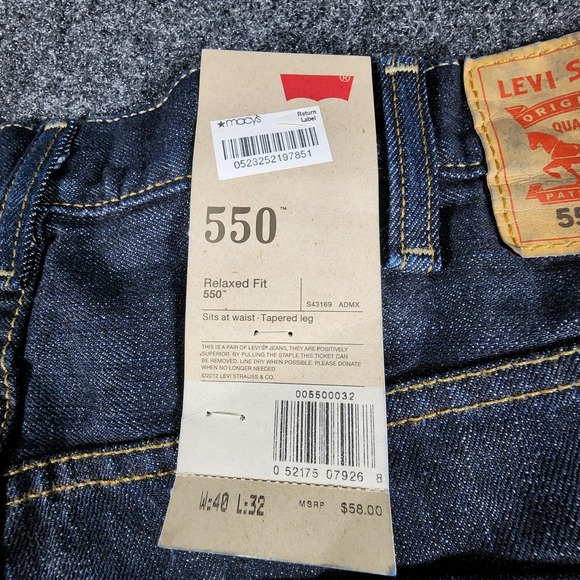 ®
★macy's Return Label
0523252197851
550™
Relaxed Fit
550™
S43169 ADMX
Sits at waist · Tapered leg
THIS IS A PAIR OF LEVI'S® JEANS, THEY ARE POSITIVELY
SUPERIOR. BY PULLING THE STAPLE THIS TICKET CAN
BE REMOVED. LINE DRY WHEN POSSIBLE. PLEASE DONATE
WHEN NO LONGER NEEDED
©2012 LEVI STRAUSS & CO.
005500032
0 52175 07926 8
W:40 L:32 MSRP $58.00
LEVI S
ORIG
QUA
PAT
55